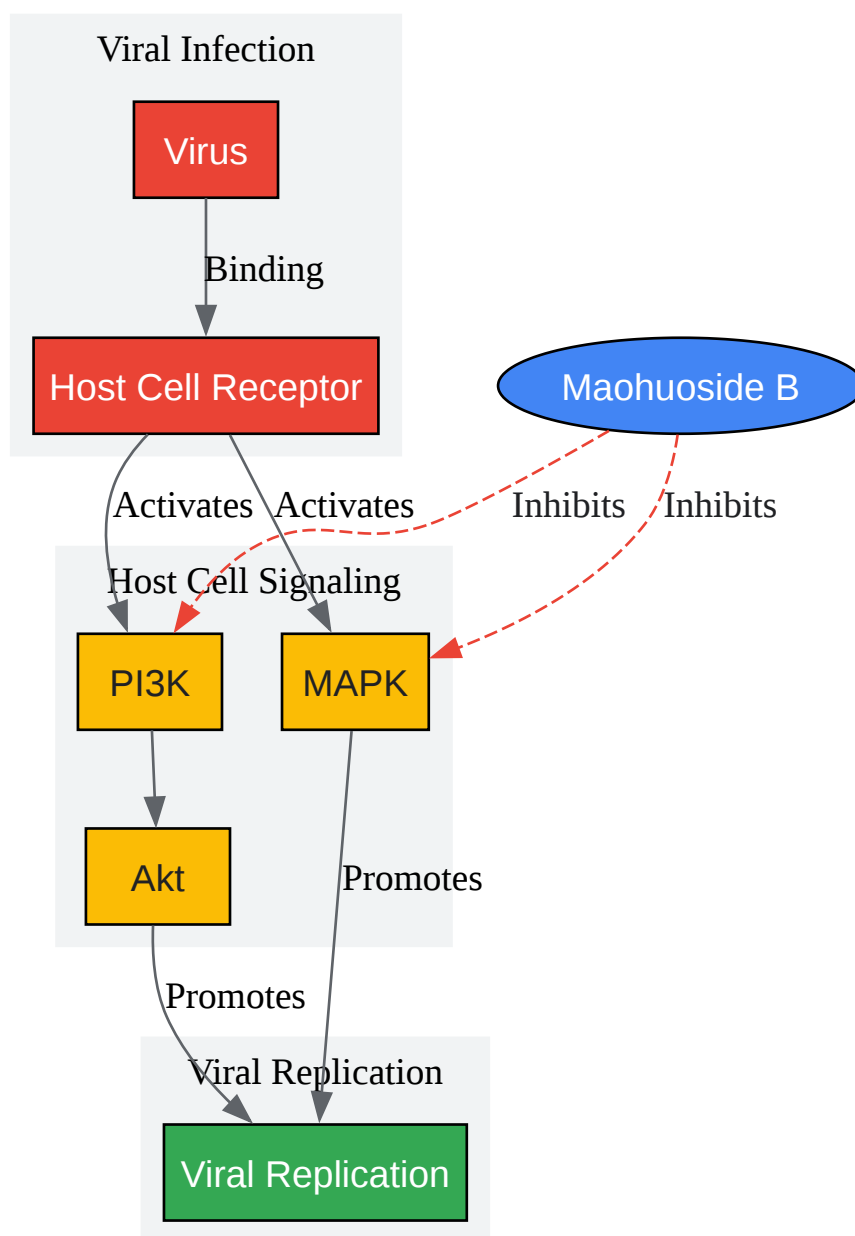 Viral Infection
Virus
Binding
Host Cell Receptor
Maohuoside B
Activates
Activates
Inhibits
Inhibits
Host Cell Signaling
PI3K
MAPK
Akt
Promotes
Promotes
Viral Replication
Viral Replication